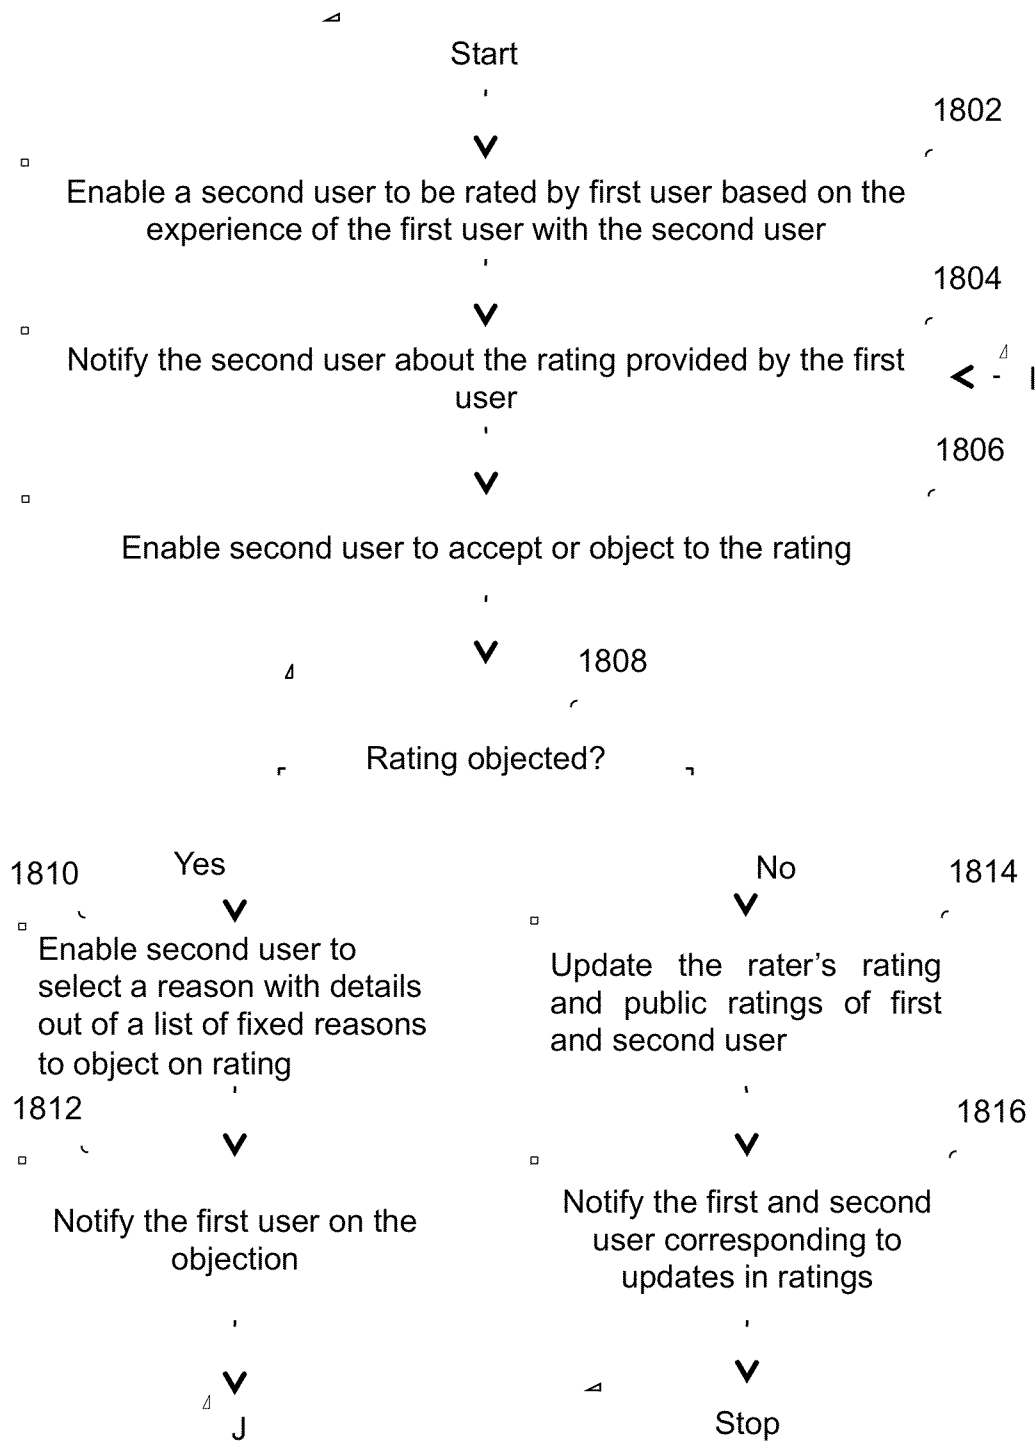 Start
1802
Enable a second user to be rated by first user based on the
experience of the first user with the second user
1804
Notify the second user about the rating provided by the first
user
I
1806
Enable second user to accept or object to the rating
1808
Rating objected?
Yes
No
1810
Enable second user to
select a reason with details
out of a list of fixed reasons
to object on rating
1814
Update the rater's rating
and public ratings of first
and second user
1812
Notify the first user on the
objection
1816
Notify the first and second
user corresponding to
updates in ratings
J
Stop